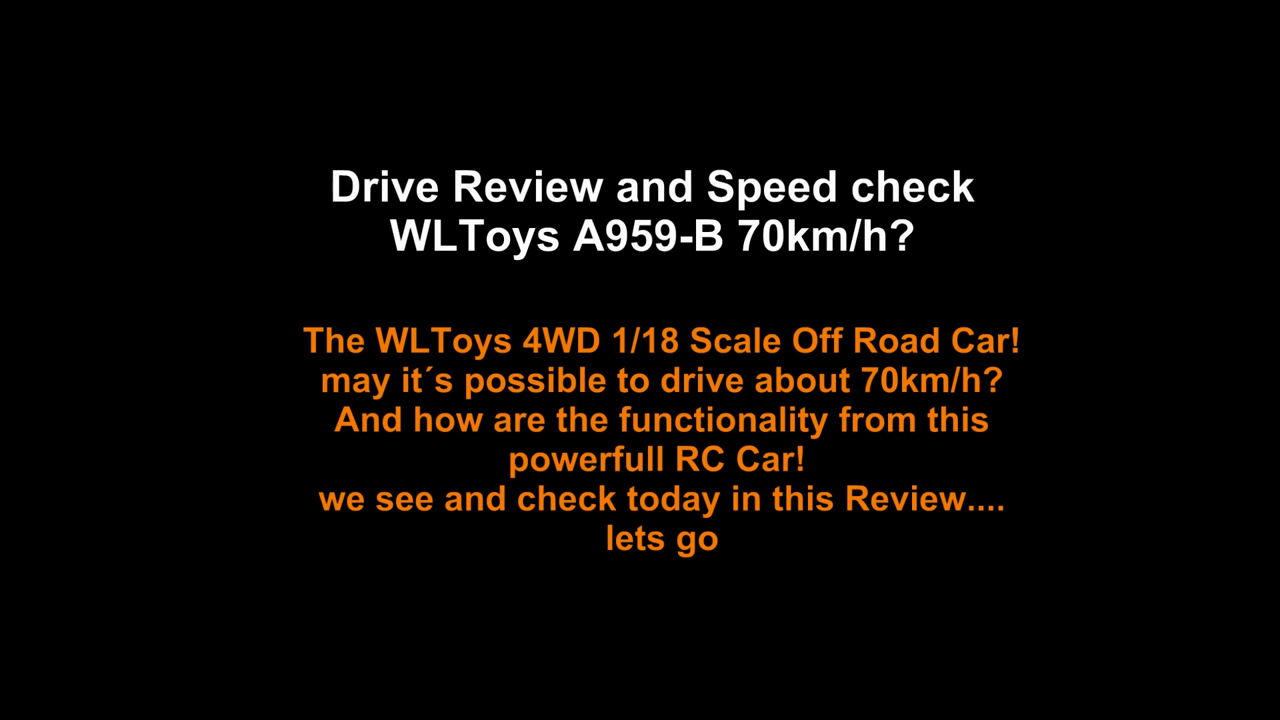 Drive Review and Speed check
WLToys A959-B 70km/h?
The WLToys 4WD 1/18 Scale Off Road Car!
may it´s possible to drive about 70km/h?
And how are the functionality from this
powerfull RC Car!
we see and check today in this Review....
lets go